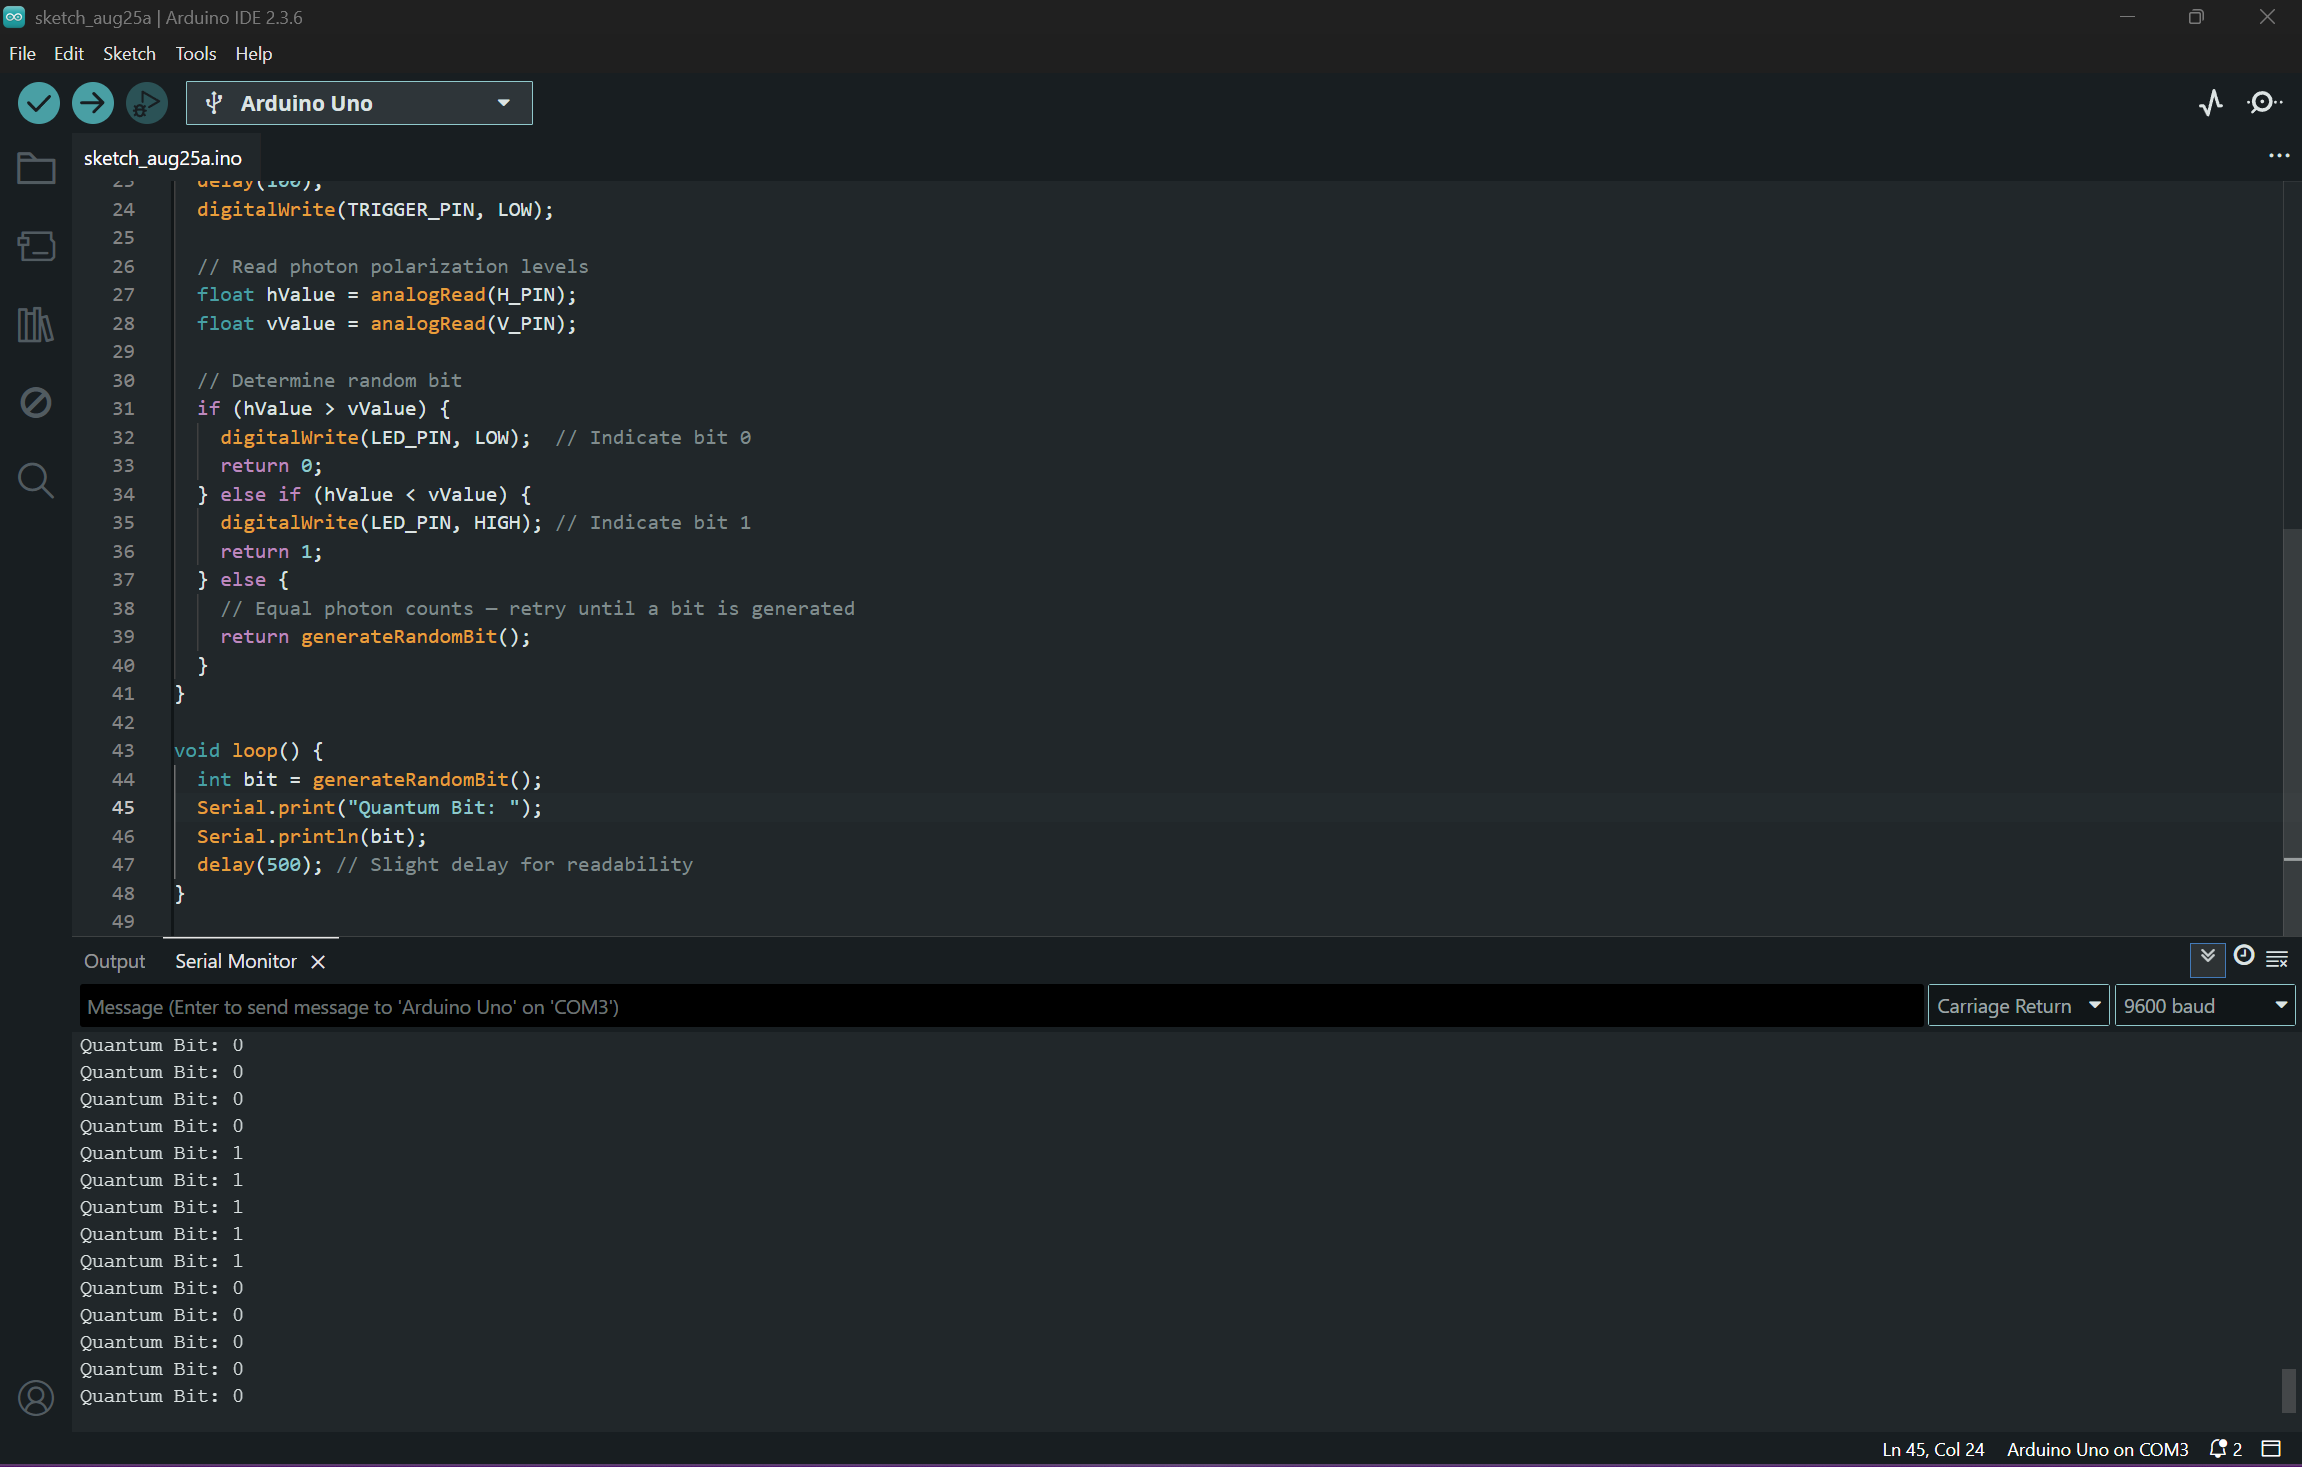 sketch_aug25a | Arduino IDE 2.3.6
File Edit Sketch Tools Help
Arduino Uno
sketch_aug25a.ino
23 delay(100);
24 digitalWrite(TRIGGER_PIN, LOW);
25
26 // Read photon polarization levels
27 float hValue = analogRead(H_PIN);
28 float vValue = analogRead(V_PIN);
29
30 // Determine random bit
31 if (hValue > vValue) {
32 digitalWrite(LED_PIN, LOW); // Indicate bit 0
33 return 0;
34 } else if (hValue < vValue) {
35 digitalWrite(LED_PIN, HIGH); // Indicate bit 1
36 return 1;
37 } else {
38 // Equal photon counts — retry until a bit is generated
39 return generateRandomBit();
40 }
41 }
42
43 void loop() {
44 int bit = generateRandomBit();
45 Serial.print("Quantum Bit: ");
46 Serial.println(bit);
47 delay(500); // Slight delay for readability
48 }
49
Output Serial Monitor
Message (Enter to send message to 'Arduino Uno' on 'COM3') Carriage Return 9600 baud
Quantum Bit: 0
Quantum Bit: 0
Quantum Bit: 0
Quantum Bit: 0
Quantum Bit: 1
Quantum Bit: 1
Quantum Bit: 1
Quantum Bit: 1
Quantum Bit: 1
Quantum Bit: 0
Quantum Bit: 0
Quantum Bit: 0
Quantum Bit: 0
Quantum Bit: 0
Ln 45, Col 24 Arduino Uno on COM3 2